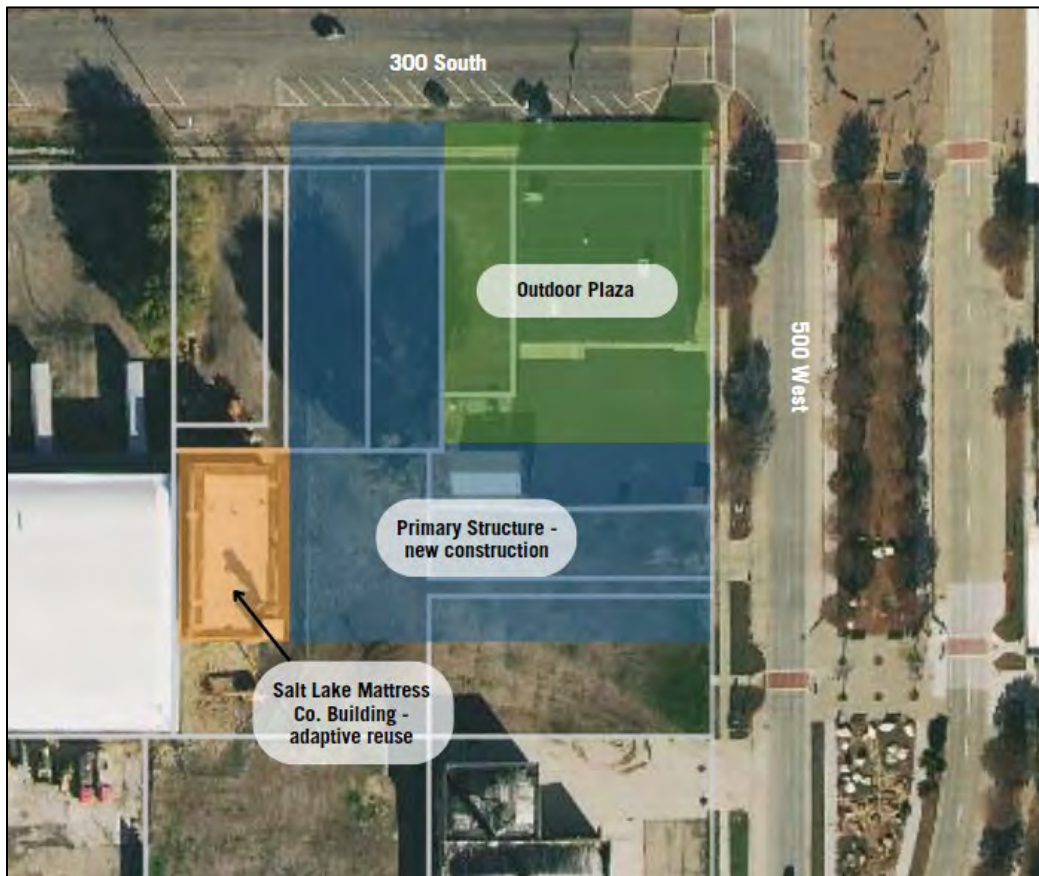 300 South
Outdoor Plaza
500 West
Primary Structure -
new construction
Salt Lake Mattress
Co. Building -
adaptive reuse